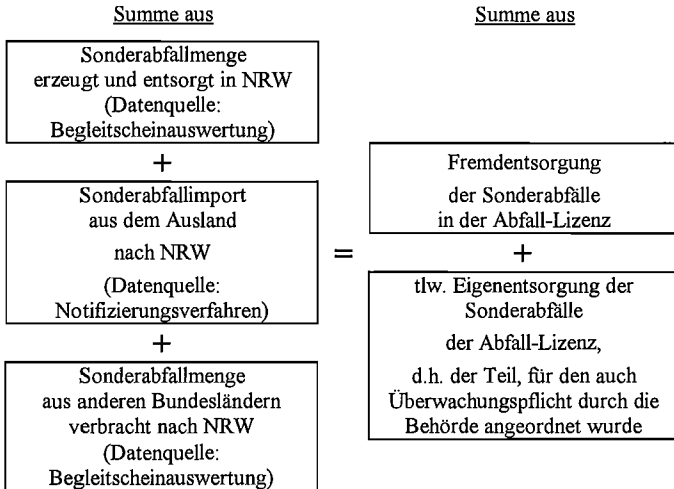 Summe aus
Sonderabfallmenge
erzeugt und entsorgt in NRW
(Datenquelle:
Begleitscheinauswertung)
+
Sonderabfallimport
aus dem Ausland
nach NRW
(Datenquelle:
Notifizierungsverfahren)
+
Sonderabfallmenge
aus anderen Bundesländern
verbracht nach NRW
(Datenquelle:
Begleitscheinauswertung)
=
Summe aus
Fremdentsorgung
der Sonderabfälle
in der Abfall-Lizenz
+
tlw. Eigenentsorgung der
Sonderabfälle
der Abfall-Lizenz,
d.h. der Teil, für den auch
Überwachungspflicht durch die
Behörde angeordnet wurde